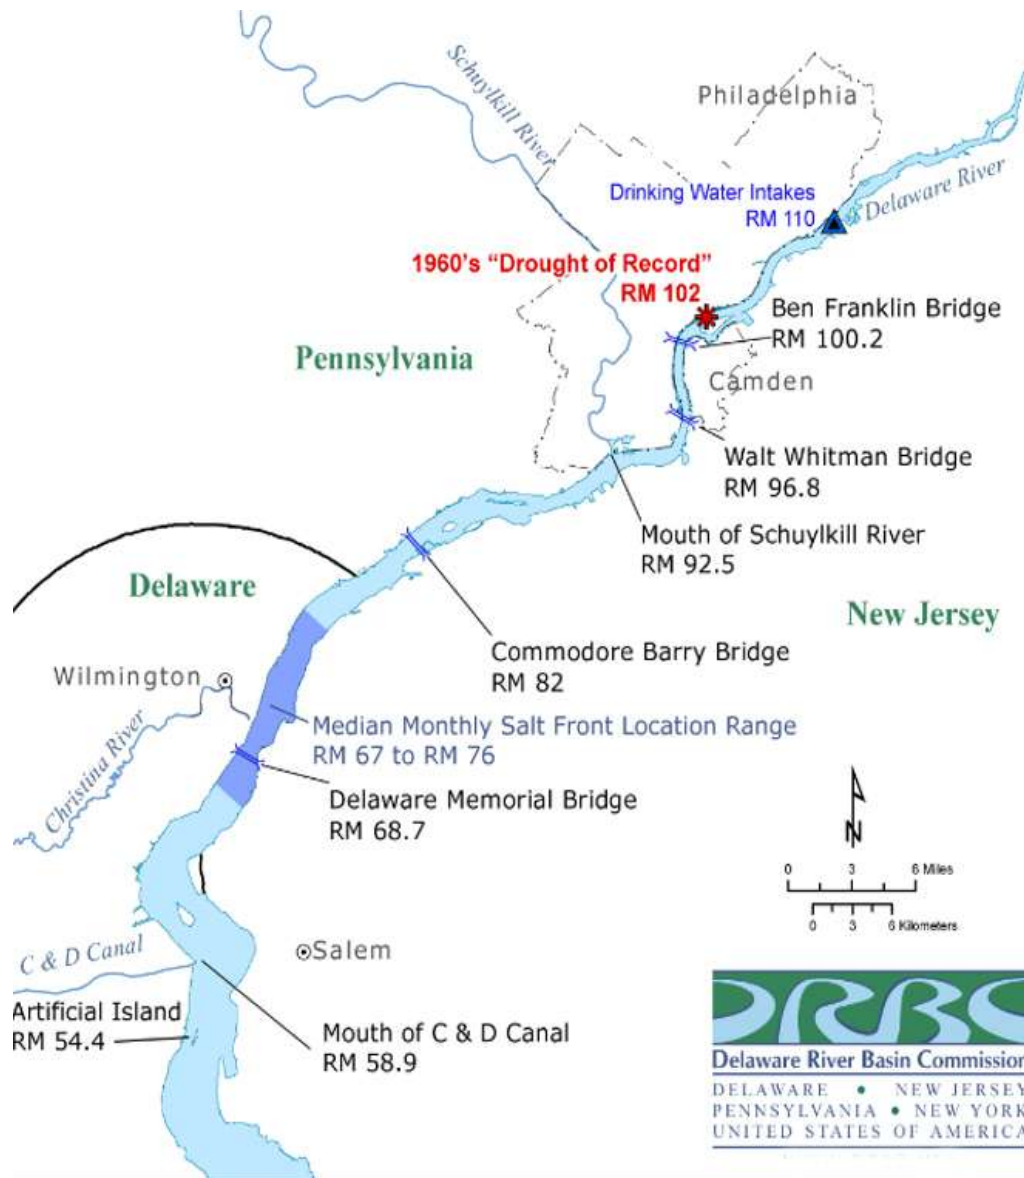 Schuylkill River
Philadelphia
Drinking Water Intakes
RM 110
Delaware River
1960's “Drought of Record”
RM 102
Ben Franklin Bridge
RM 100.2
Pennsylvania
Camden
Walt Whitman Bridge
RM 96.8
Mouth of Schuylkill River
RM 92.5
Delaware
New Jersey
Commodore Barry Bridge
RM 82
Wilmington
Median Monthly Salt Front Location Range
RM 67 to RM 76
Christina River
Delaware Memorial Bridge
RM 68.7
N
0 3 6 Miles
0 3 6 Kilometers
C & D Canal
Salem
Artificial Island
RM 54.4
Mouth of C & D Canal
RM 58.9
DRBC
Delaware River Basin Commission
DELAWARE • NEW JERSEY
PENNSYLVANIA • NEW YORK
UNITED STATES OF AMERICA